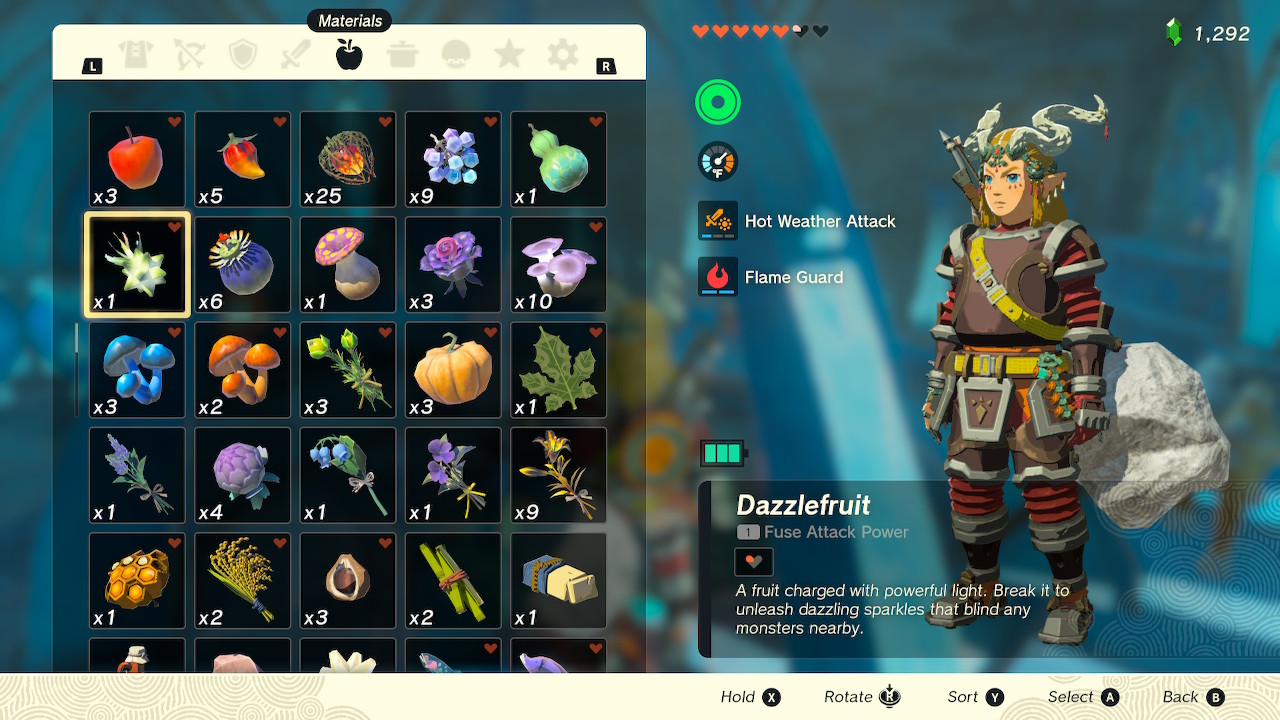 Materials
L
R
1,292
x3
x5
x25
x9
x1
x1
x6
x1
x3
x10
x3
x2
x3
x3
x1
x1
x4
x1
x1
x9
x1
x2
x3
x2
x1
°F
Hot Weather Attack
Flame Guard
Dazzlefruit
1 Fuse Attack Power
A fruit charged with powerful light. Break it to
unleash dazzling sparkles that blind any
monsters nearby.
Hold X Rotate R Sort Y Select A Back B